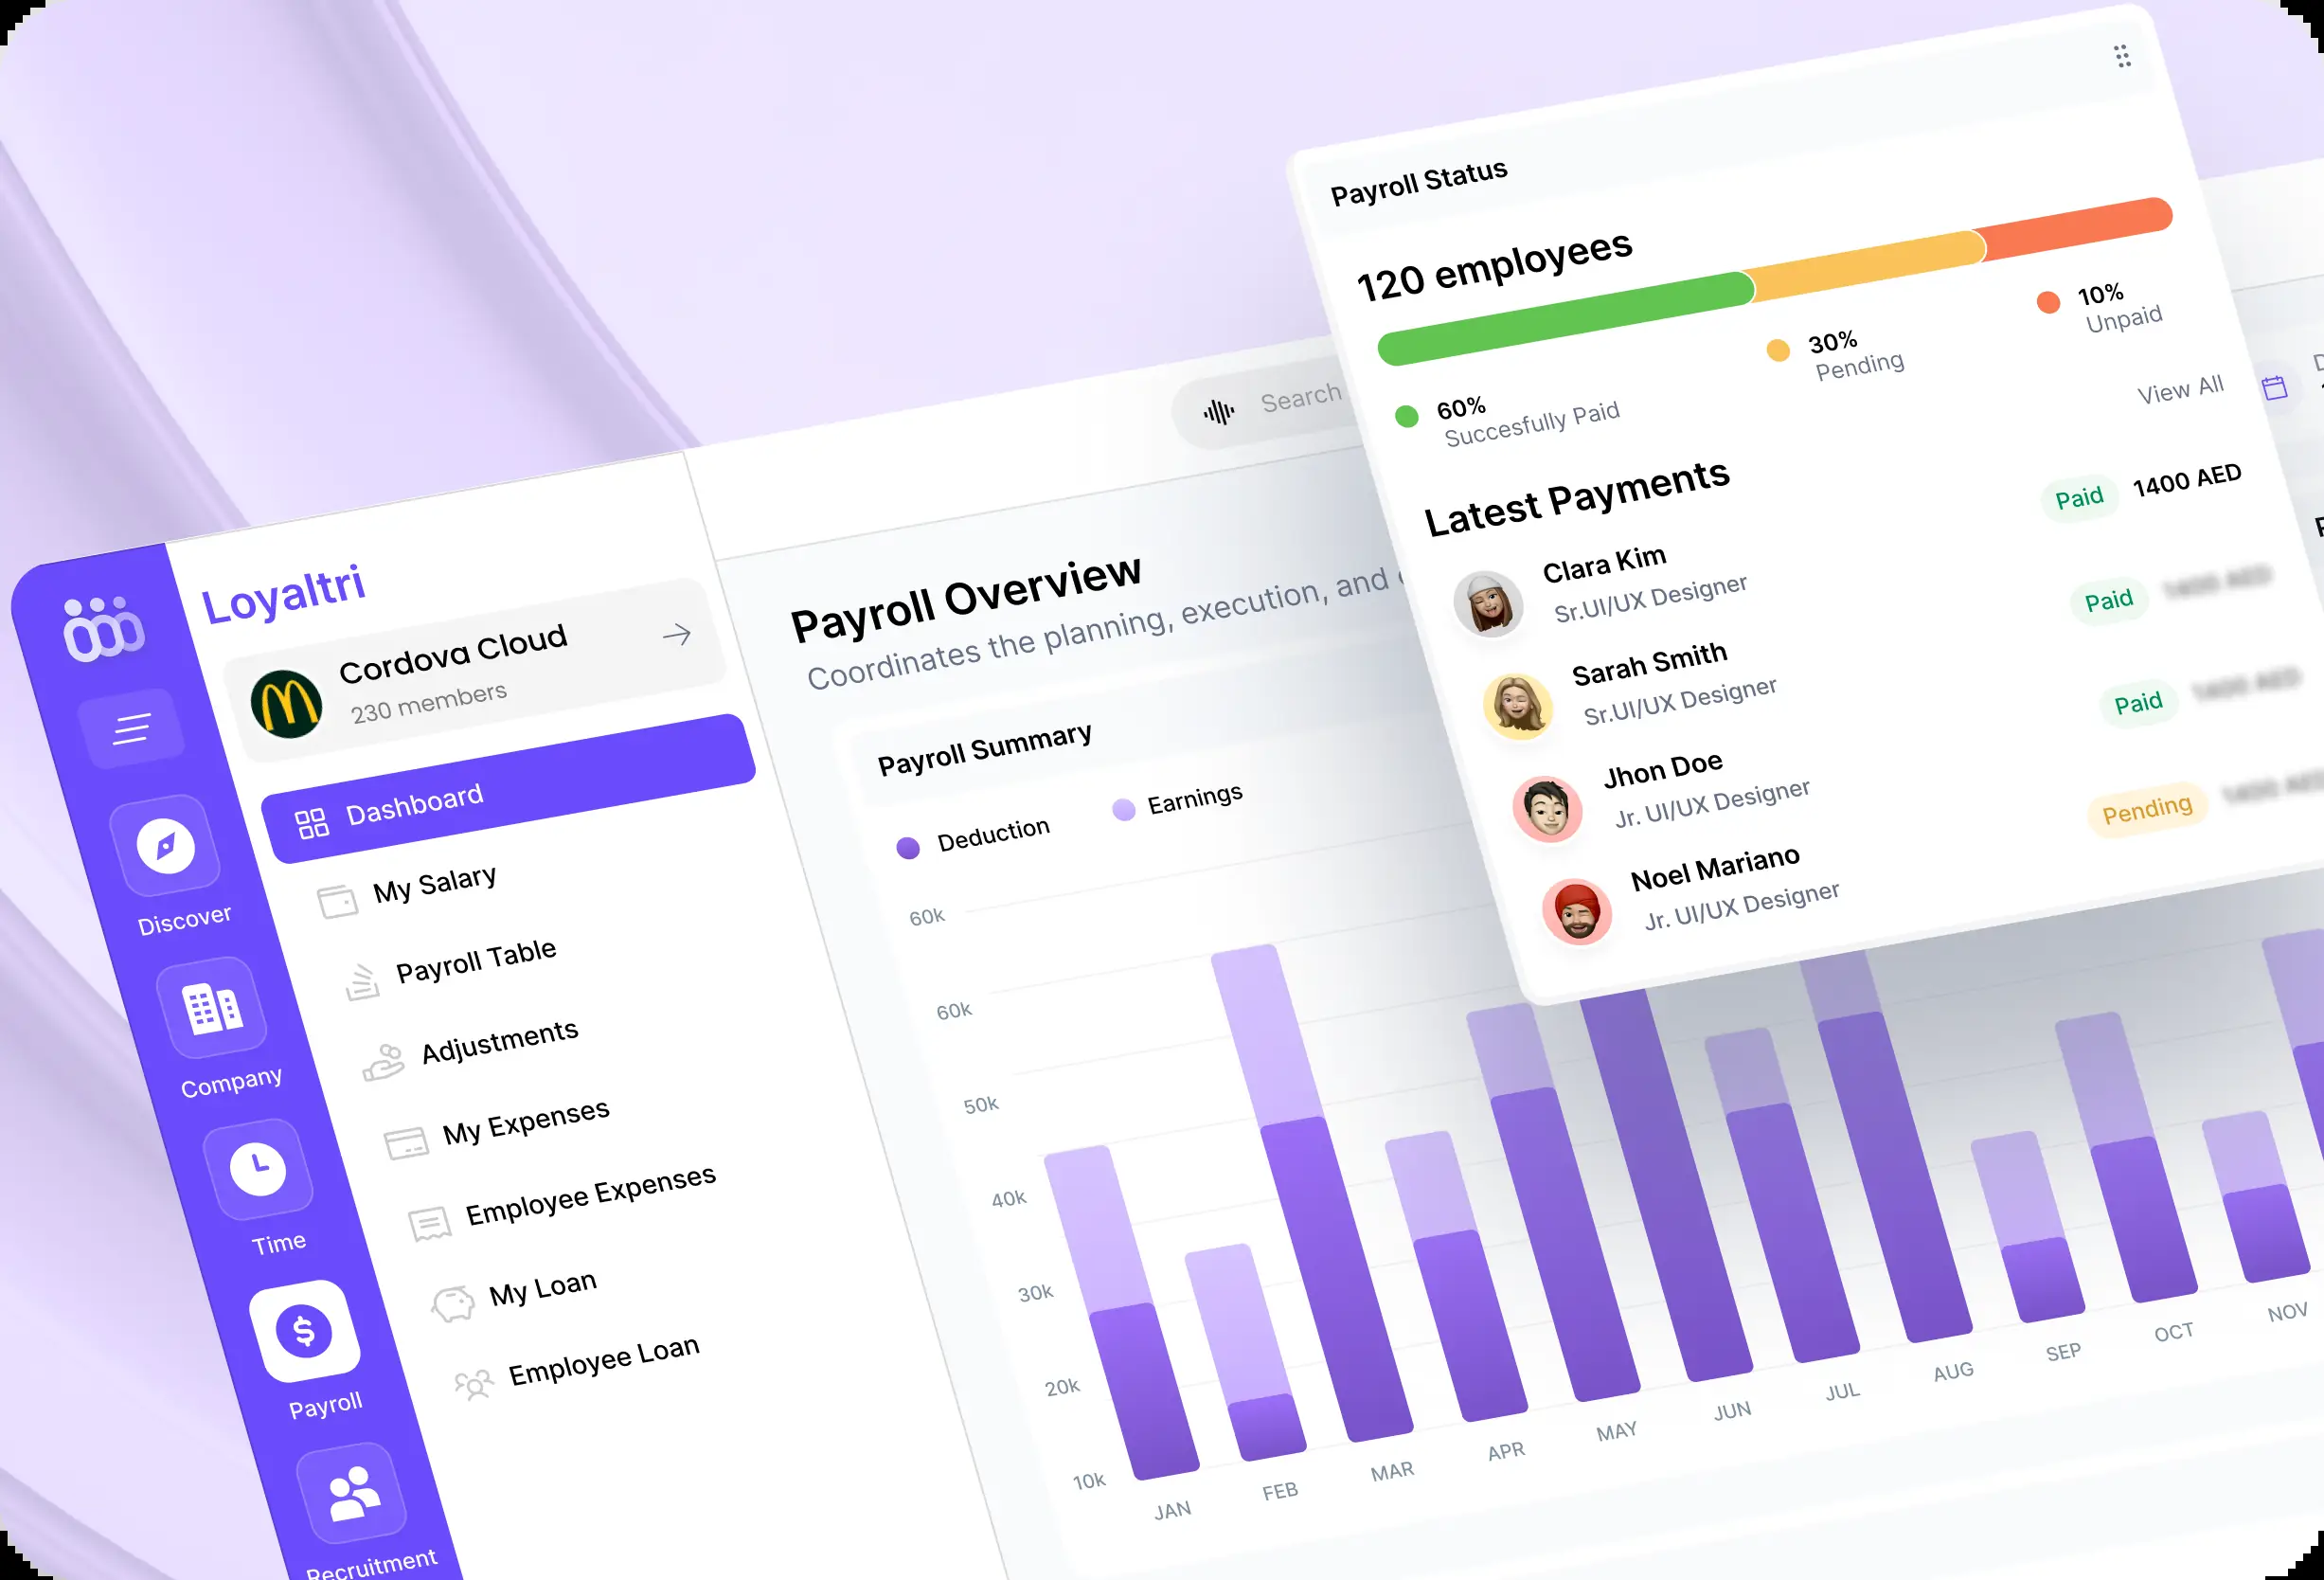 Loyaltri
Cordova Cloud
230 members
Dashboard
My Salary
Payroll Table
Adjustments
My Expenses
Employee Expenses
My Loan
Employee Loan
Discover
Company
Time
Payroll
Recruitment
Search
Payroll Overview
Coordinates the planning, execution, and
Payroll Summary
Deduction
Earnings
60k
60k
50k
40k
30k
20k
10k
JAN
FEB
MAR
APR
MAY
JUN
JUL
AUG
SEP
OCT
NOV
Payroll Status
120 employees
60%
Succesfully Paid
30%
Pending
10%
Unpaid
View All
Latest Payments
Clara Kim
Sr.UI/UX Designer
Paid 1400 AED
Sarah Smith
Sr.UI/UX Designer
Paid
Jhon Doe
Jr. UI/UX Designer
Paid
Noel Mariano
Jr. UI/UX Designer
Pending